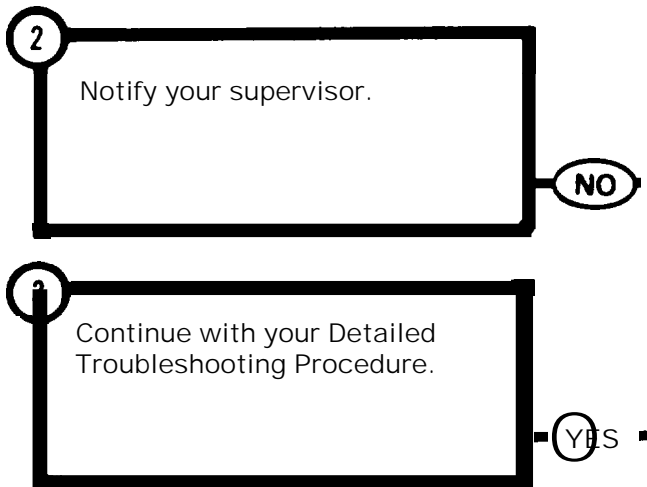 2
Notify your supervisor.
NO
Continue with your Detailed
Troubleshooting Procedure.
YES